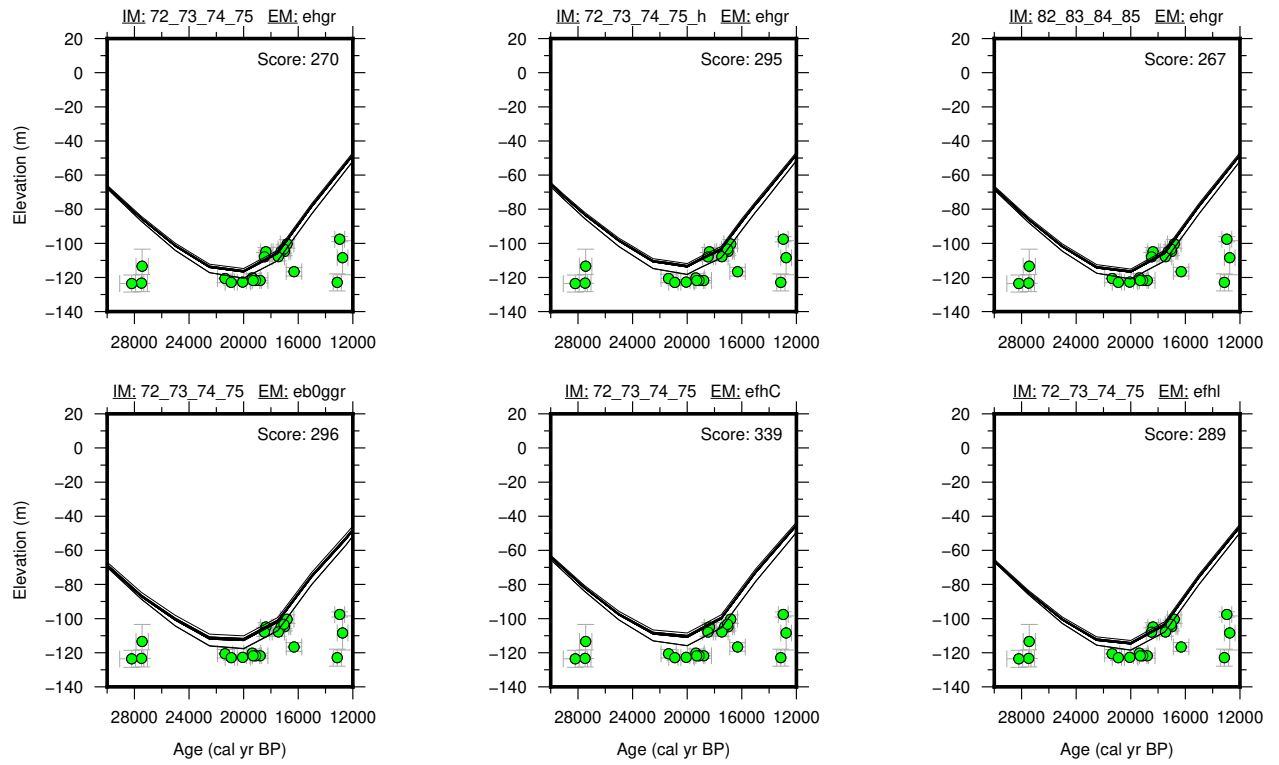 IM: 72_73_74_75 EM: ehgr
IM: 72_73_74_75_h EM: ehgr
IM: 82_83_84_85 EM: ehgr
20
0
−20
−40
−60
−80
−100
−120
−140
Elevation (m)
Score: 270
28000 24000 20000 16000 12000
20
0
−20
−40
−60
−80
−100
−120
−140
Score: 295
28000 24000 20000 16000 12000
20
0
−20
−40
−60
−80
−100
−120
−140
Score: 267
28000 24000 20000 16000 12000
IM: 72_73_74_75 EM: eb0ggr
IM: 72_73_74_75 EM: efhC
IM: 72_73_74_75 EM: efhl
20
0
−20
−40
−60
−80
−100
−120
−140
Elevation (m)
Score: 296
28000 24000 20000 16000 12000
Age (cal yr BP)
20
0
−20
−40
−60
−80
−100
−120
−140
Score: 339
28000 24000 20000 16000 12000
Age (cal yr BP)
20
0
−20
−40
−60
−80
−100
−120
−140
Score: 289
28000 24000 20000 16000 12000
Age (cal yr BP)